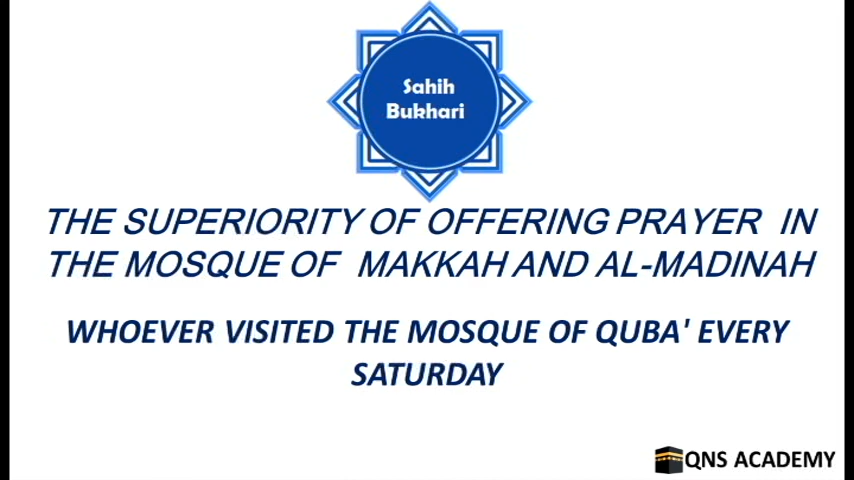 Sahih
Bukhari
THE SUPERIORITY OF OFFERING PRAYER IN
THE MOSQUE OF MAKKAH AND AL-MADINAH
WHOEVER VISITED THE MOSQUE OF QUBA' EVERY
SATURDAY
QNS ACADEMY